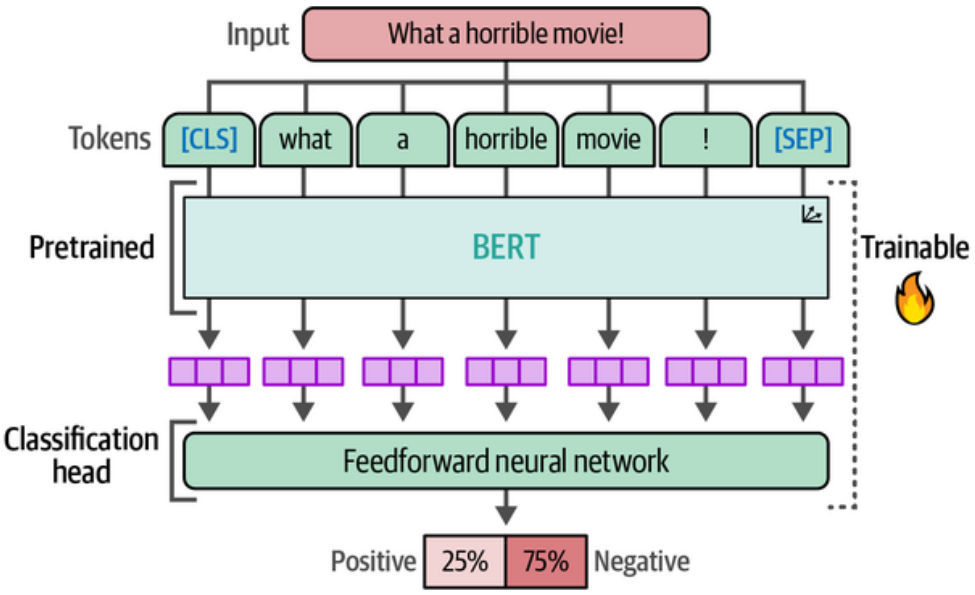 Input What a horrible movie!
Tokens [CLS] what a horrible movie ! [SEP]
Pretrained BERT Trainable
Classification
head
Feedforward neural network
Positive 25% 75% Negative